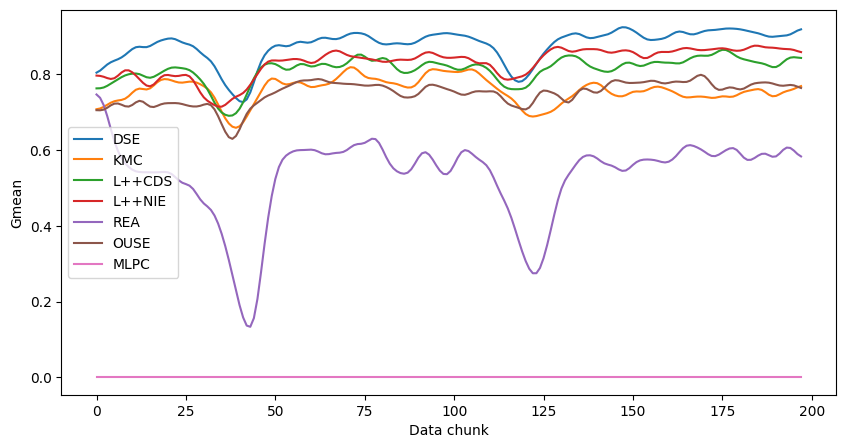 Gmean
0.8
0.6
0.4
0.2
0.0
DSE
KMC
L++CDS
L++NIE
REA
OUSE
MLPC
0 25 50 75 100 125 150 175 200
Data chunk